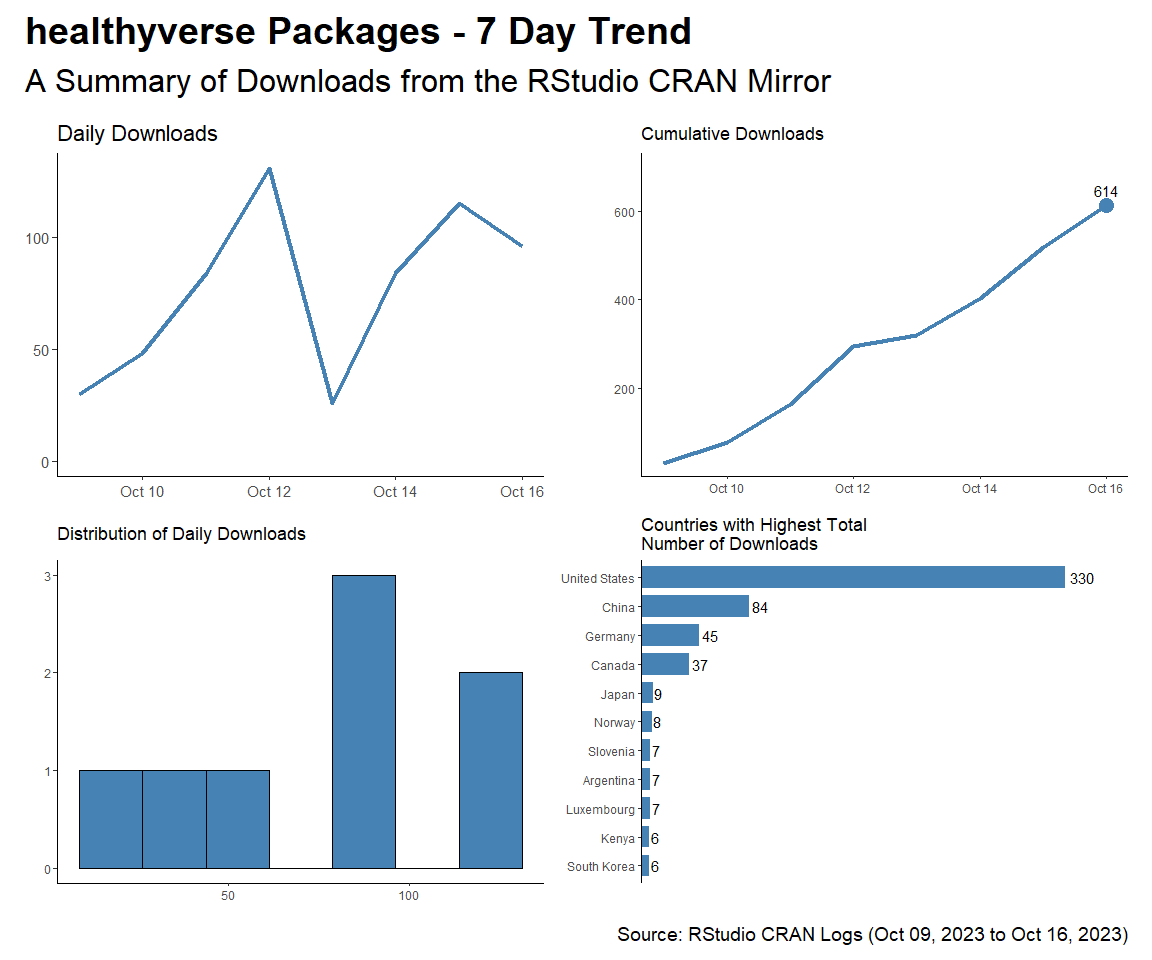 healthyverse Packages - 7 Day Trend
A Summary of Downloads from the RStudio CRAN Mirror
Daily Downloads
100
50
0
Oct 10
Oct 12
Oct 14
Oct 16
Cumulative Downloads
614
600
400
200
Oct 10
Oct 12
Oct 14
Oct 16
Distribution of Daily Downloads
3
2
1
0
50
100
Countries with Highest Total
Number of Downloads
United States 330
China 84
Germany 45
Canada 37
Japan 9
Norway 8
Slovenia 7
Argentina 7
Luxembourg 7
Kenya 6
South Korea 6
Source: RStudio CRAN Logs (Oct 09, 2023 to Oct 16, 2023)